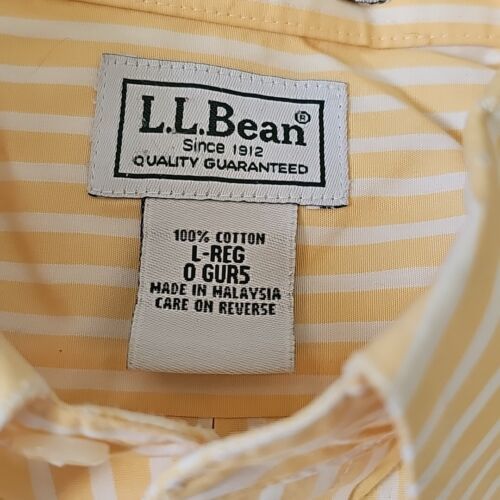 L.L.Bean®
Since 1912
QUALITY GUARANTEED
100% COTTON
L-REG
0 GUR5
MADE IN MALAYSIA
CARE ON REVERSE